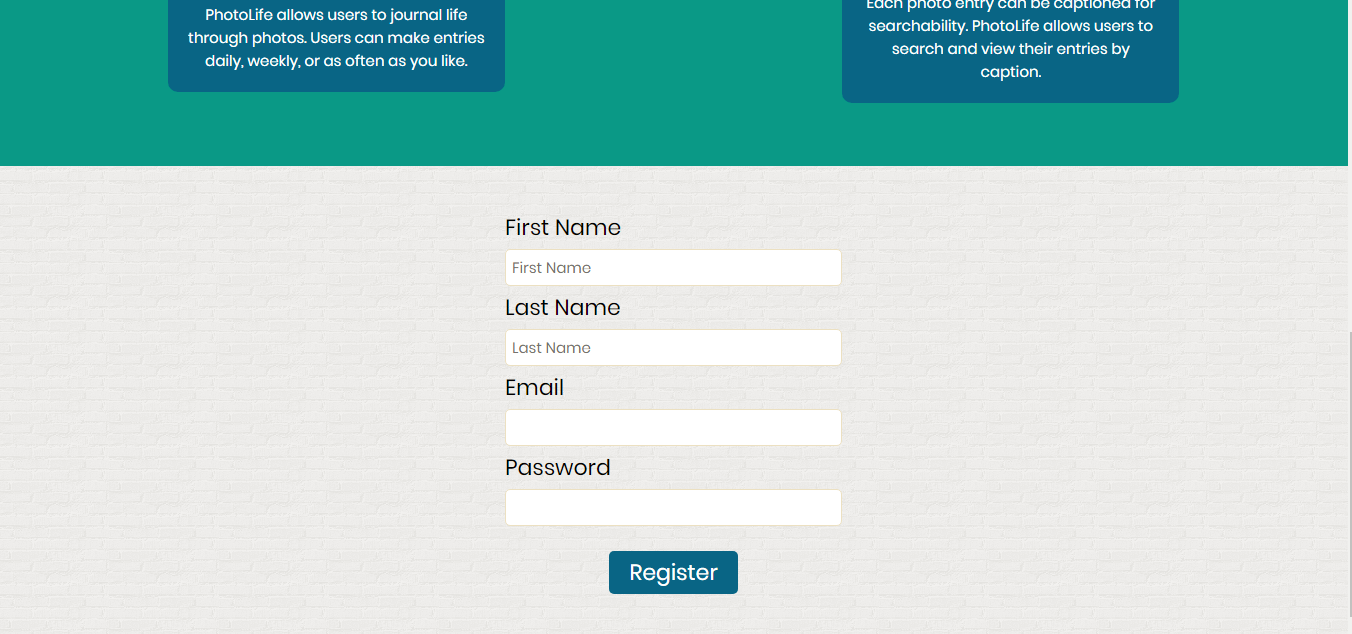 PhotoLife allows users to journal life
through photos. Users can make entries
daily, weekly, or as often as you like.
Each photo entry can be captioned for
searchability. PhotoLife allows users to
search and view their entries by
caption.
First Name
First Name
Last Name
Last Name
Email
Password
Register